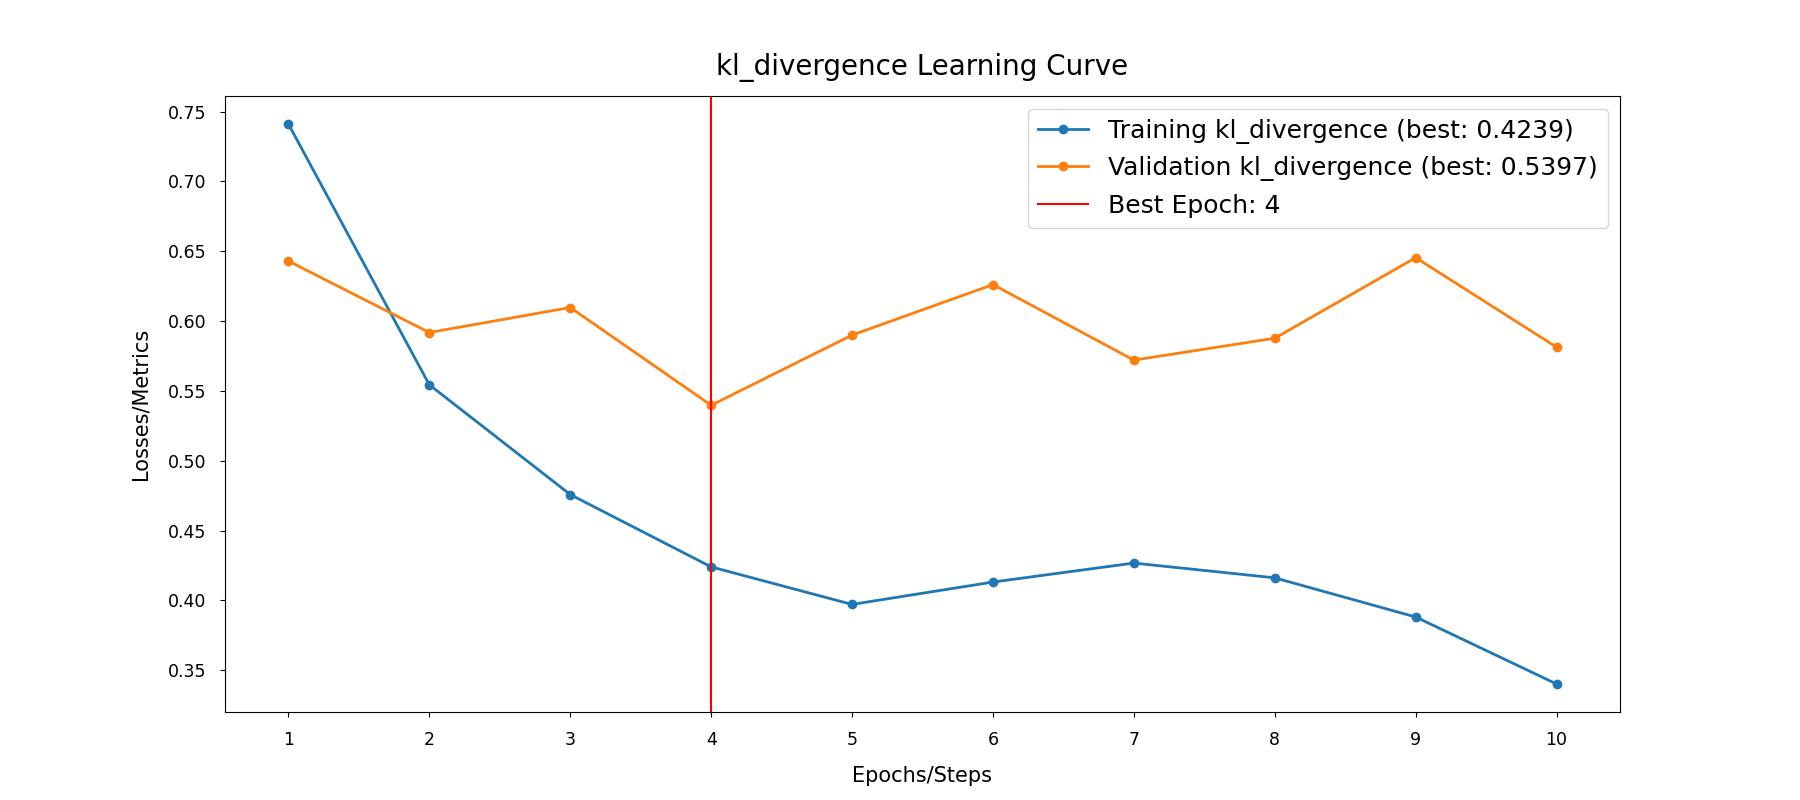 kl_divergence Learning Curve
Training kl_divergence (best: 0.4239)
Validation kl_divergence (best: 0.5397)
Best Epoch: 4
Losses/Metrics
0.75
0.70
0.65
0.60
0.55
0.50
0.45
0.40
0.35
1 2 3 4 5 6 7 8 9 10
Epochs/Steps